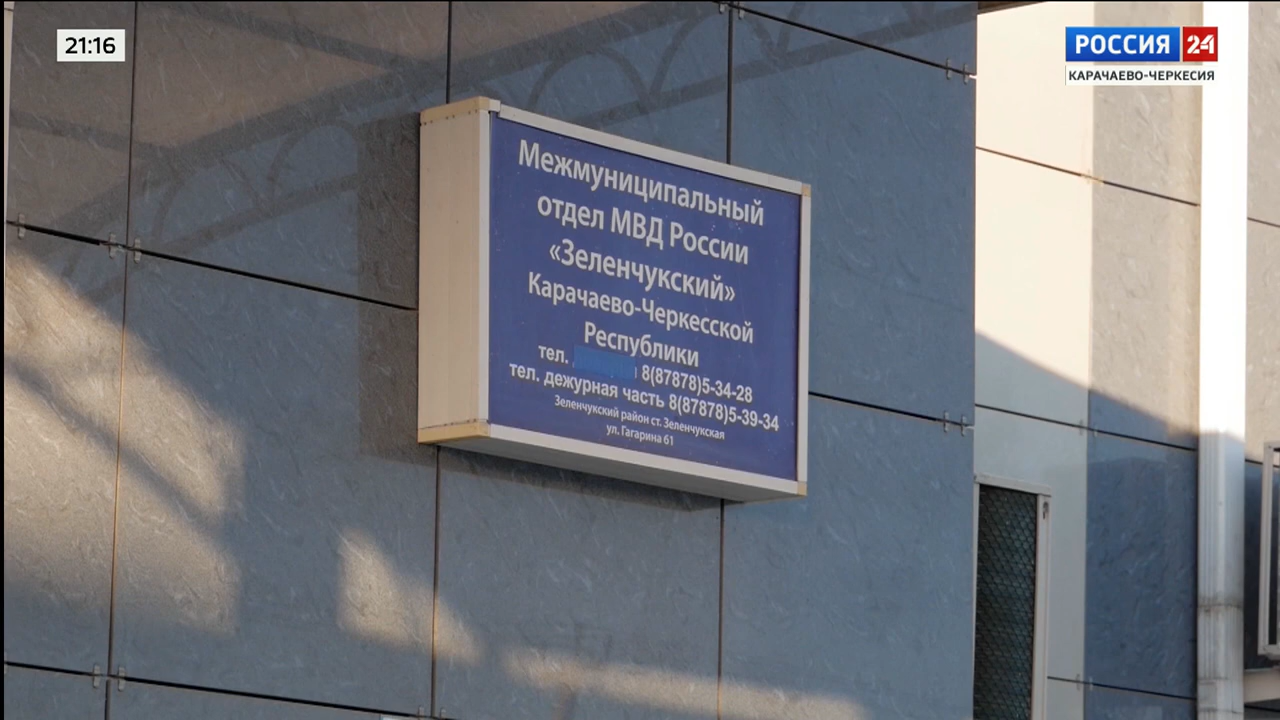 21:16
РОССИЯ 24
КАРАЧАЕВО-ЧЕРКЕСИЯ
Межмуниципальный
отдел МВД России
«Зеленчукский»
Карачаево-Черкесской
Республики
тел. 8(87878)5-34-28
тел. дежурная часть 8(87878)5-39-34
Зеленчукский район ст. Зеленчукская
ул. Гагарина 61